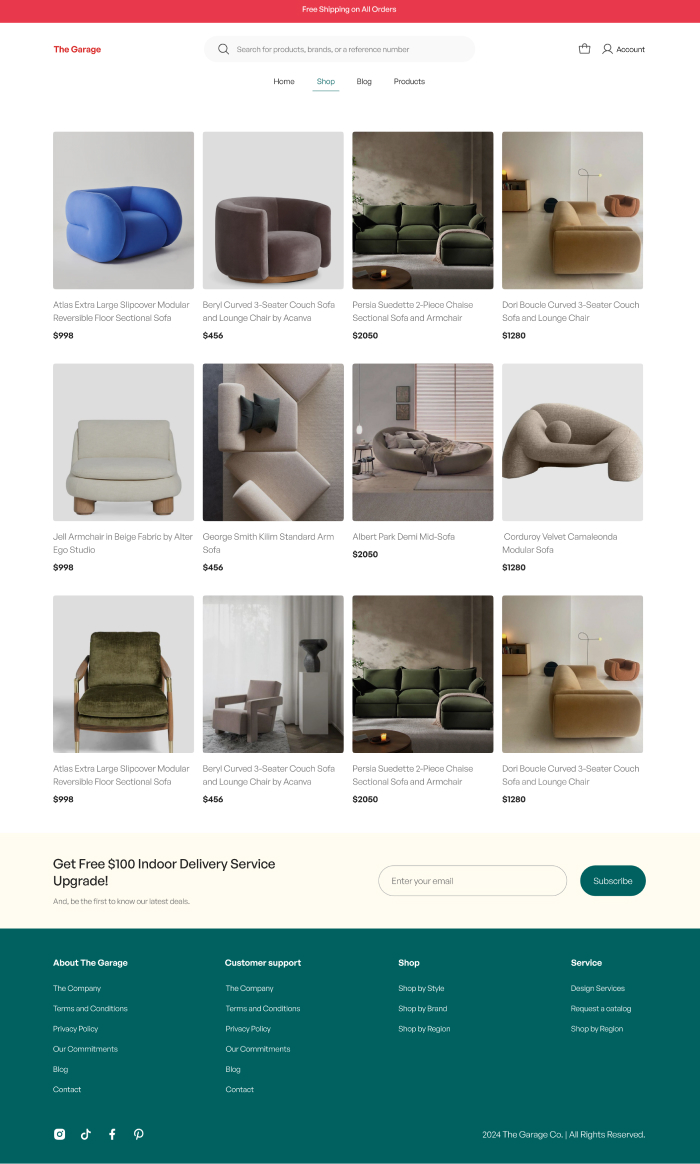 Free Shipping on All Orders
The Garage
Search for products, brands, or a reference number
Account
Home
Shop
Blog
Products
Atlas Extra Large Slipcover Modular
Reversible Floor Sectional Sofa
$998
Beryl Curved 3-Seater Couch Sofa
and Lounge Chair by Acanva
$456
Persia Suedette 2-Piece Chaise
Sectional Sofa and Armchair
$2050
Dori Boucle Curved 3-Seater Couch
Sofa and Lounge Chair
$1280
Jell Armchair in Beige Fabric by Alter
Ego Studio
$998
George Smith Kilim Standard Arm
Sofa
$456
Albert Park Demi Mid-Sofa
$2050
Corduroy Velvet Camaleonda
Modular Sofa
$1280
Atlas Extra Large Slipcover Modular
Reversible Floor Sectional Sofa
$998
Beryl Curved 3-Seater Couch Sofa
and Lounge Chair by Acanva
$456
Persia Suedette 2-Piece Chaise
Sectional Sofa and Armchair
$2050
Dori Boucle Curved 3-Seater Couch
Sofa and Lounge Chair
$1280
Get Free $100 Indoor Delivery Service
Upgrade!
And, be the first to know our latest deals.
Enter your email
Subscribe
About The Garage
The Company
Terms and Conditions
Privacy Policy
Our Commitments
Blog
Contact
Customer support
The Company
Terms and Conditions
Privacy Policy
Our Commitments
Blog
Contact
Shop
Shop by Style
Shop by Brand
Shop by Region
Service
Design Services
Request a catalog
Shop by Region
2024 The Garage Co. | All Rights Reserved.